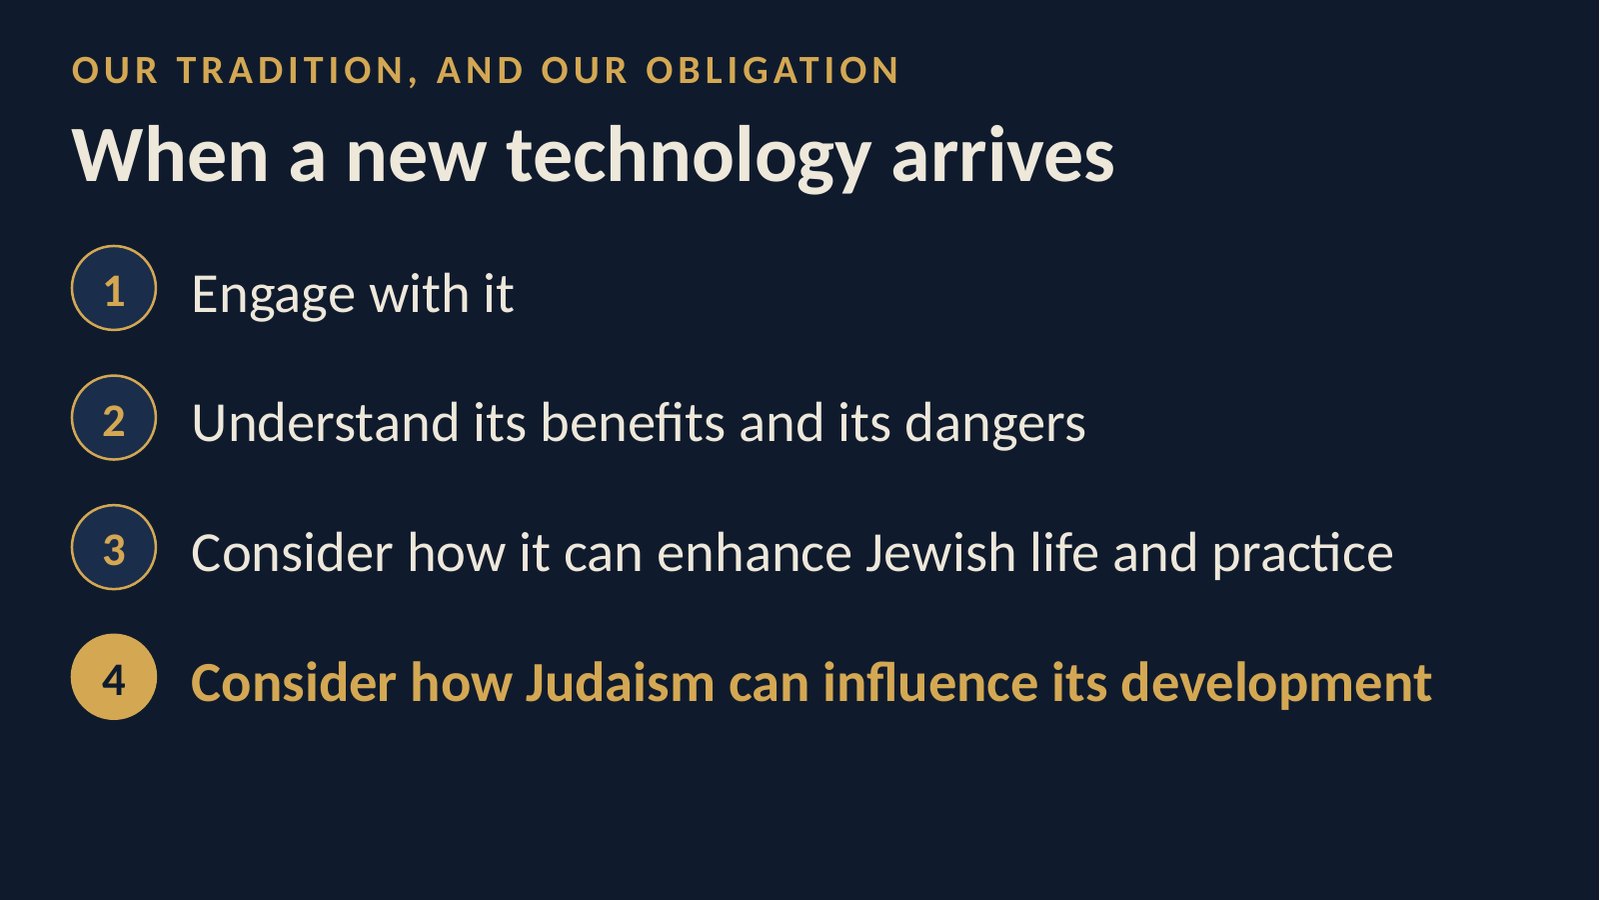 OUR TRADITION, AND OUR OBLIGATION
When a new technology arrives
1 Engage with it
2 Understand its benefits and its dangers
3 Consider how it can enhance Jewish life and practice
4 Consider how Judaism can influence its development